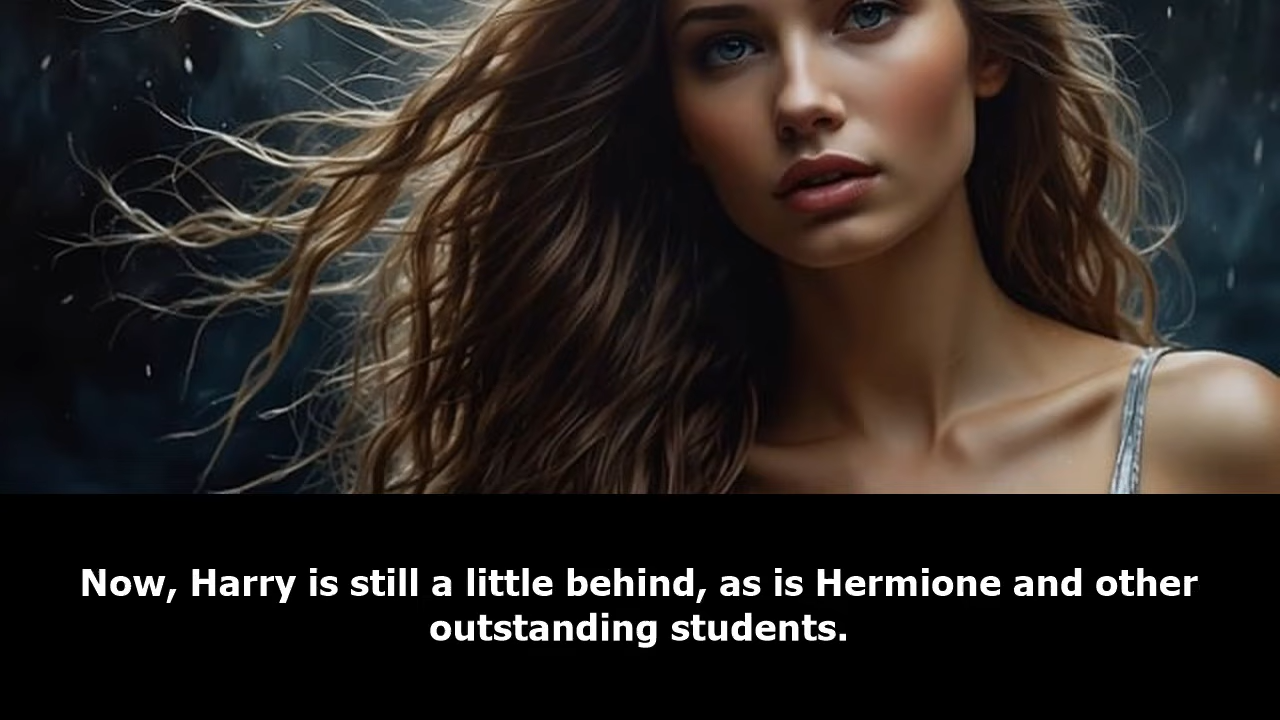 Now, Harry is still a little behind, as is Hermione and other
outstanding students.